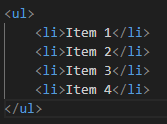 <ul>
    <li>Item 1</li>
    <li>Item 2</li>
    <li>Item 3</li>
    <li>Item 4</li>
</ul>